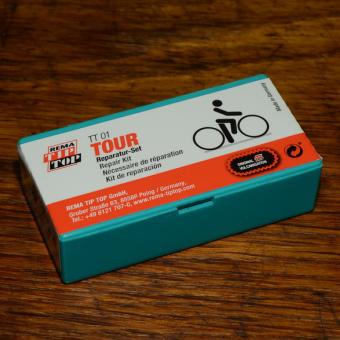 REMA
TIP
TOP
TT 01
TOUR
Reparatur-Set
Repair Kit
Nécessaire de réparation
Kit de reparación
Made in Germany
REMA TIP TOP GmbH,
Gruber Straße 63, 85586 Poing / Germany
Tel.: +49 8121 707-0, www.rema-tiptop.com